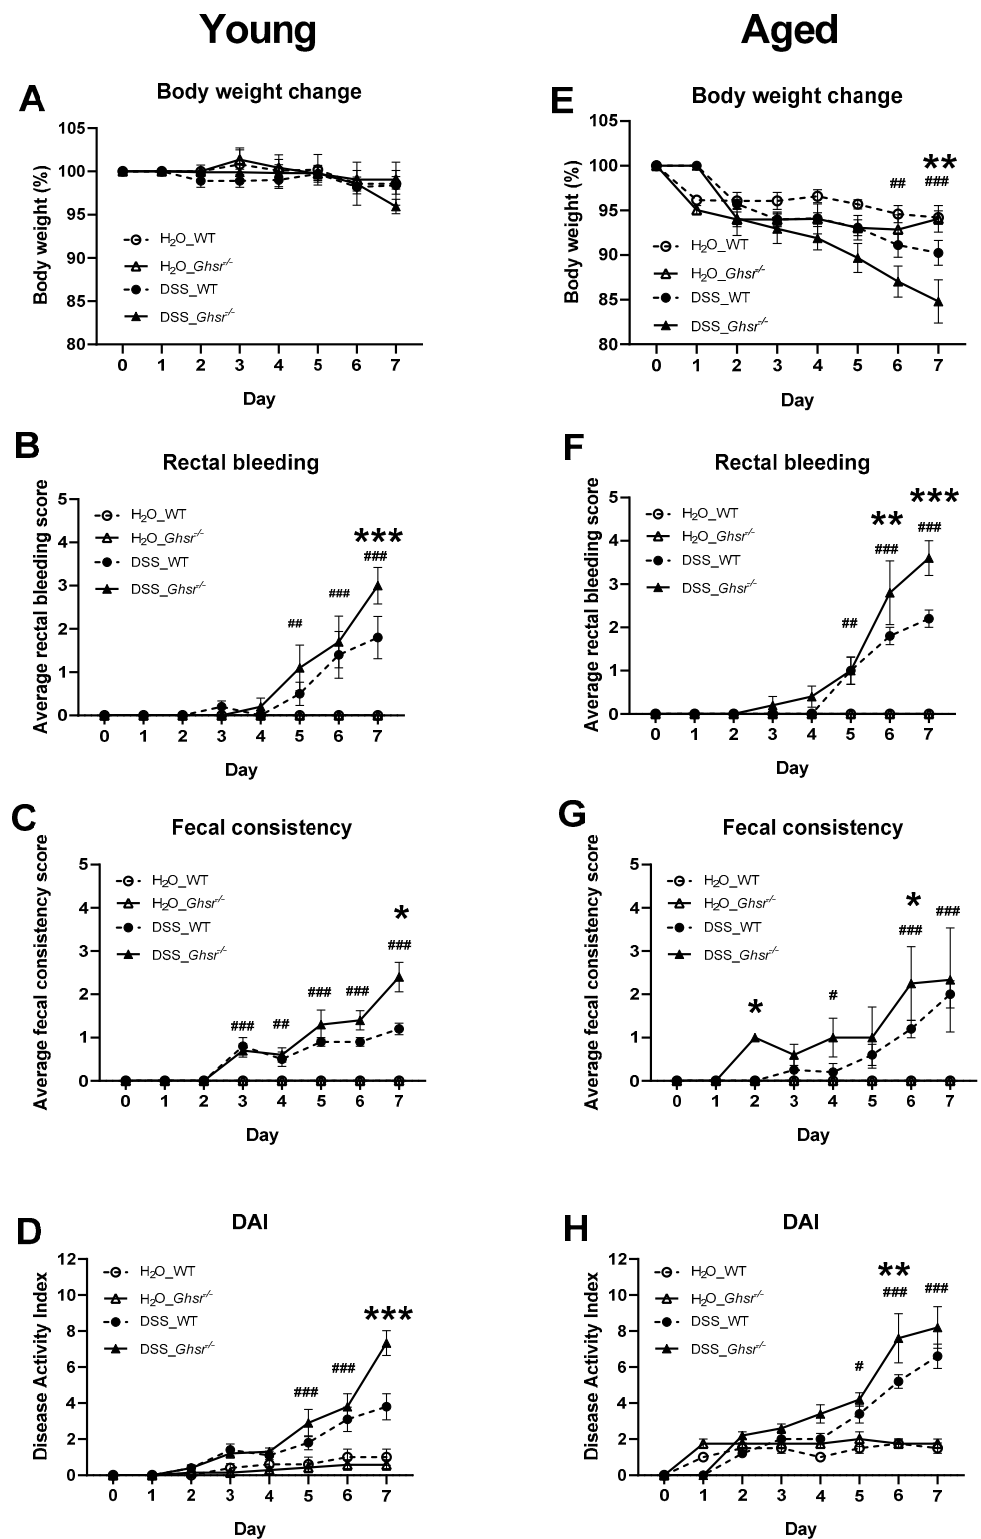 Young
Aged
A
Body weight change
Body weight (%)
105
100
95
90
85
80
H₂O_WT
H₂O_Ghsr-/-
DSS_WT
DSS_Ghsr-/-
0 1 2 3 4 5 6 7
Day
E
Body weight change
Body weight (%)
105
100
95
90
85
80
**
## ###
H₂O_WT
H₂O_Ghsr-/-
DSS_WT
DSS_Ghsr-/-
0 1 2 3 4 5 6 7
Day
B
Rectal bleeding
Average rectal bleeding score
5
4
3
2
1
0
H₂O_WT
H₂O_Ghsr-/-
DSS_WT
DSS_Ghsr-/-
***
###
###
##
0 1 2 3 4 5 6 7
Day
F
Rectal bleeding
Average rectal bleeding score
5
4
3
2
1
0
H₂O_WT
H₂O_Ghsr-/-
DSS_WT
DSS_Ghsr-/-
***
**
###
###
##
0 1 2 3 4 5 6 7
Day
C
Fecal consistency
Average fecal consistency score
5
4
3
2
1
0
H₂O_WT
H₂O_Ghsr-/-
DSS_WT
DSS_Ghsr-/-
*
###
### ###
### ##
0 1 2 3 4 5 6 7
Day
G
Fecal consistency
Average fecal consistency score
5
4
3
2
1
0
H₂O_WT
H₂O_Ghsr-/-
DSS_WT
DSS_Ghsr-/-
*
###
###
#
*
0 1 2 3 4 5 6 7
Day
D
DAI
Disease Activity Index
12
10
8
6
4
2
0
H₂O_WT
H₂O_Ghsr-/-
DSS_WT
DSS_Ghsr-/-
***
###
###
0 1 2 3 4 5 6 7
Day
H
DAI
Disease Activity Index
12
10
8
6
4
2
0
H₂O_WT
H₂O_Ghsr-/-
DSS_WT
DSS_Ghsr-/-
**
### ###
#
0 1 2 3 4 5 6 7
Day